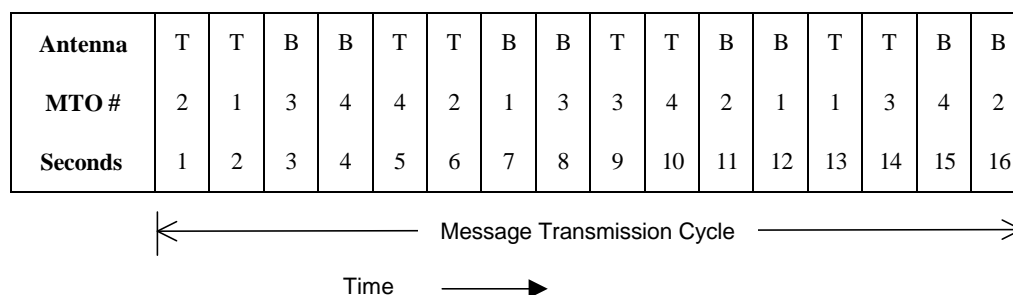 Antenna T T B B T T B B T T B B T T B B
MTO # 2 1 3 4 4 2 1 3 3 4 2 1 1 3 4 2
Seconds 1 2 3 4 5 6 7 8 9 10 11 12 13 14 15 16
Message Transmission Cycle
Time